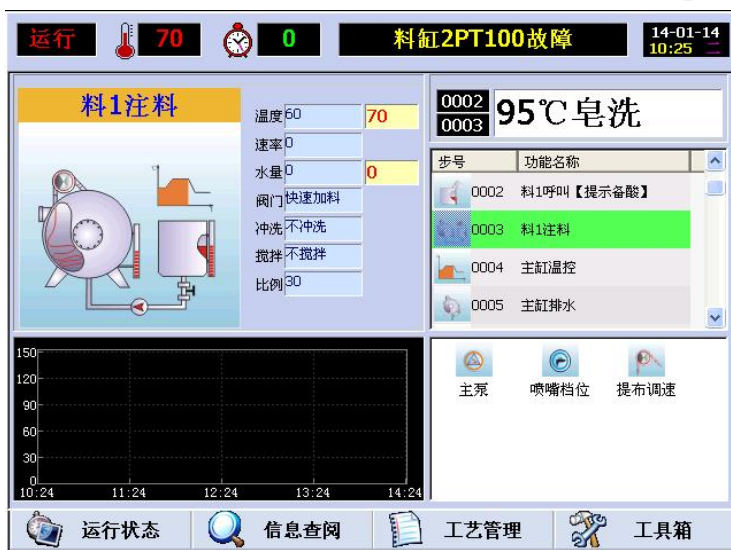 运行 70 0 料缸2PT100故障 14-01-14
10:25 二
料1注料
温度 60 70
速率 0
水量 0 0
阀门 快速加料
冲洗 不冲洗
搅拌 不搅拌
比例 30
0002
0003
95℃皂洗
步号 功能名称
0002 料1呼叫【提示备酸】
0003 料1注料
0004 主缸温控
0005 主缸排水
150
120
90
60
30
0
10:24 11:24 12:24 13:24 14:24
主泵 喷嘴档位 提布调速
运行状态 信息查阅 工艺管理 工具箱